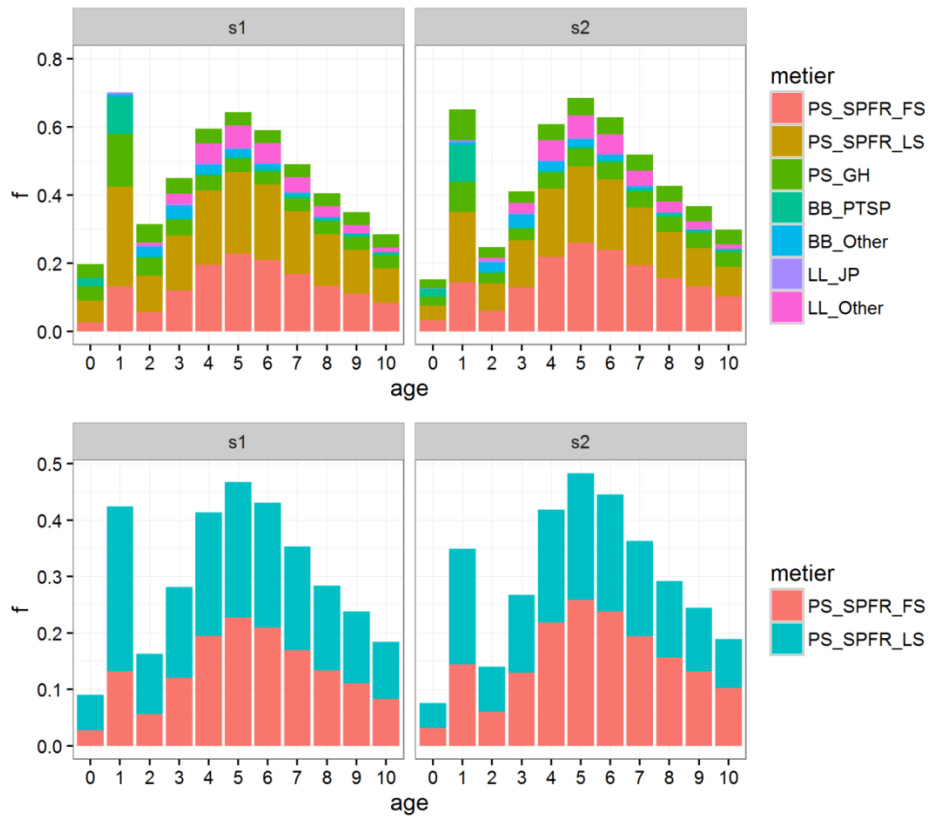 s1 s2
f
0.8
0.6
0.4
0.2
0.0
0 1 2 3 4 5 6 7 8 9 10 0 1 2 3 4 5 6 7 8 9 10
age
metier
PS_SPFR_FS
PS_SPFR_LS
PS_GH
BB_PTSP
BB_Other
LL_JP
LL_Other
s1 s2
f
0.5
0.4
0.3
0.2
0.1
0.0
0 1 2 3 4 5 6 7 8 9 10 0 1 2 3 4 5 6 7 8 9 10
age
metier
PS_SPFR_FS
PS_SPFR_LS